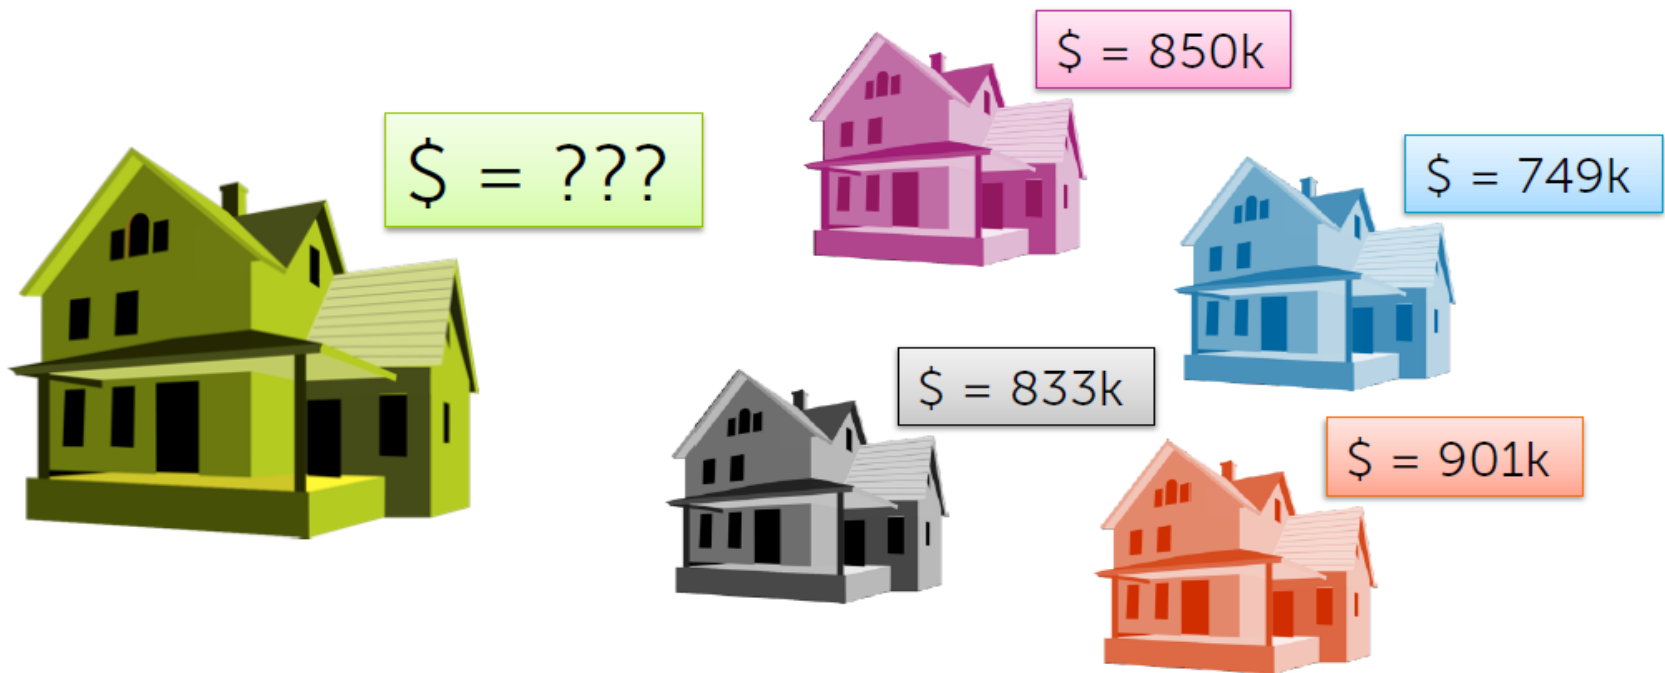 $ = ???
$ = 850k
$ = 749k
$ = 833k
$ = 901k